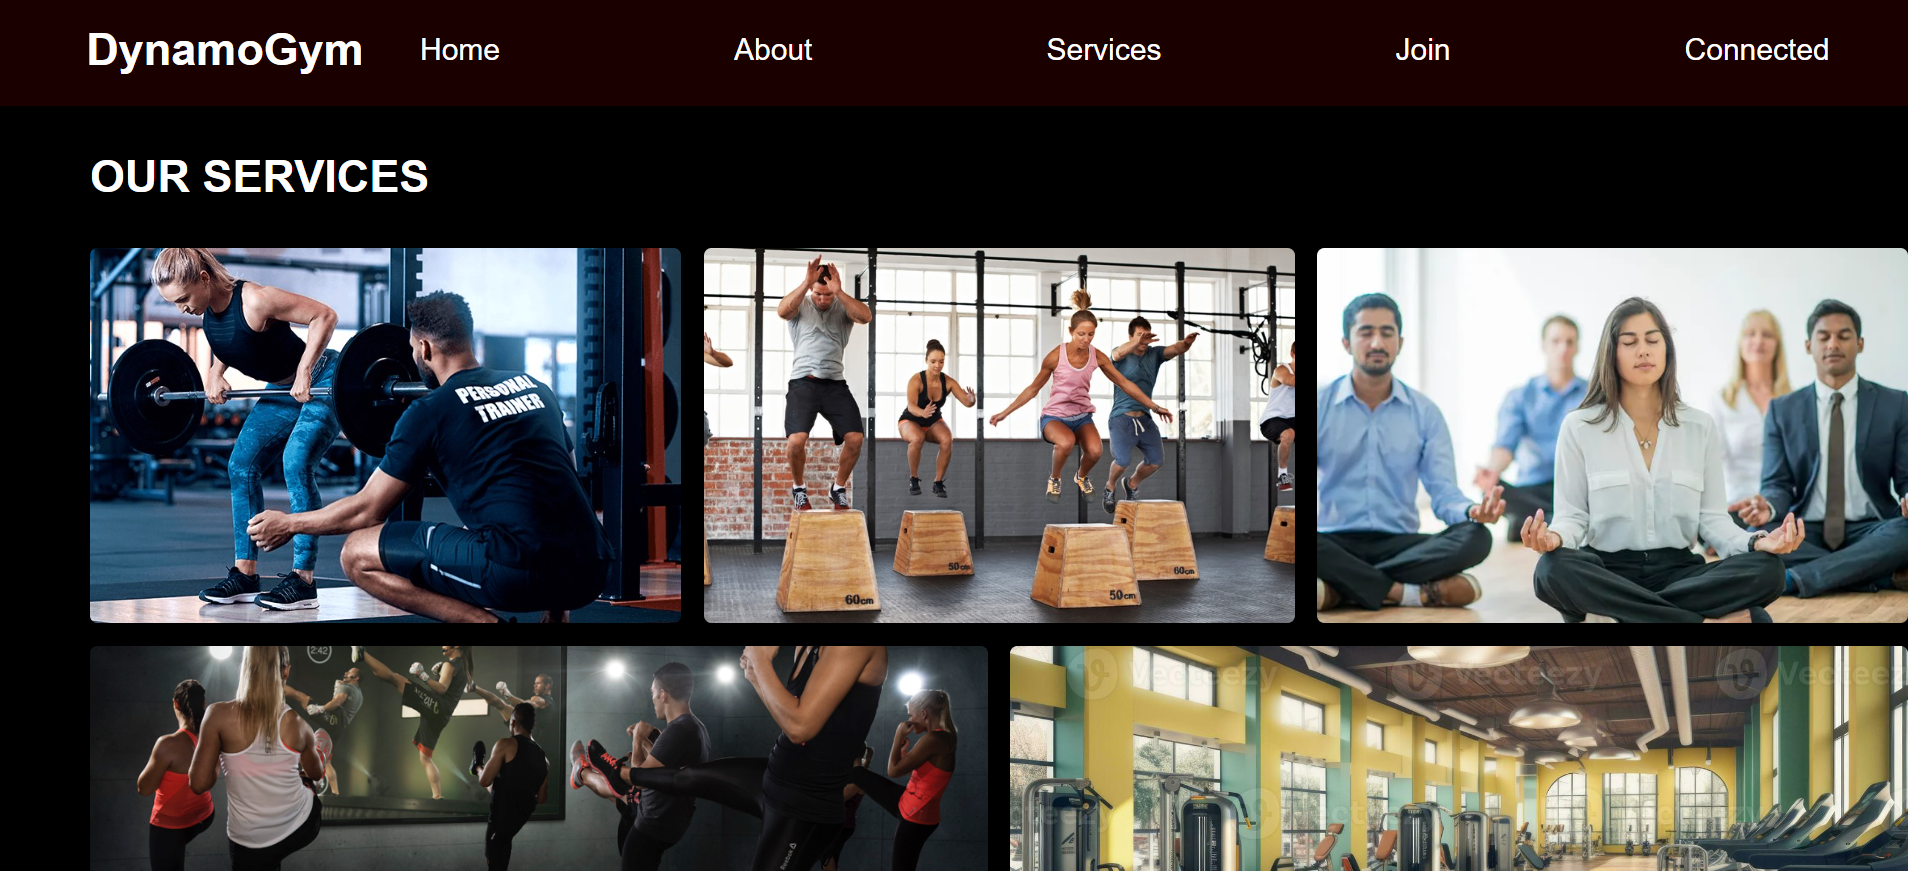 DynamoGym Home About Services Join Connected
OUR SERVICES
PERSONAL
TRAINER
60cm
50cm
50cm
60cm
2:42
Vecteezy
Vecteezy
Vecteez
Reebok